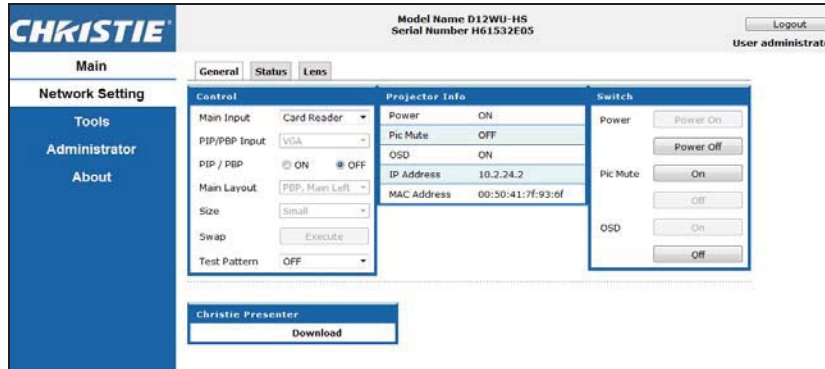 CHRISTIE
Model Name D12WU-HS
Serial Number H61532E05
Logout
User administrat
Main
Network Setting
Tools
Administrator
About
General Status Lens
Control
Main Input Card Reader
PIP/PBP Input VGA
PIP / PBP ON OFF
Main Layout PBP, Main Left
Size Small
Swap Execute
Test Pattern OFF
Projector Info
Power ON
Pic Mute OFF
OSD ON
IP Address 10.2.24.2
MAC Address 00:50:41:7f:93:6f
Switch
Power Power On
Power Off
Pic Mute On
Off
OSD On
Off
Christie Presenter
Download